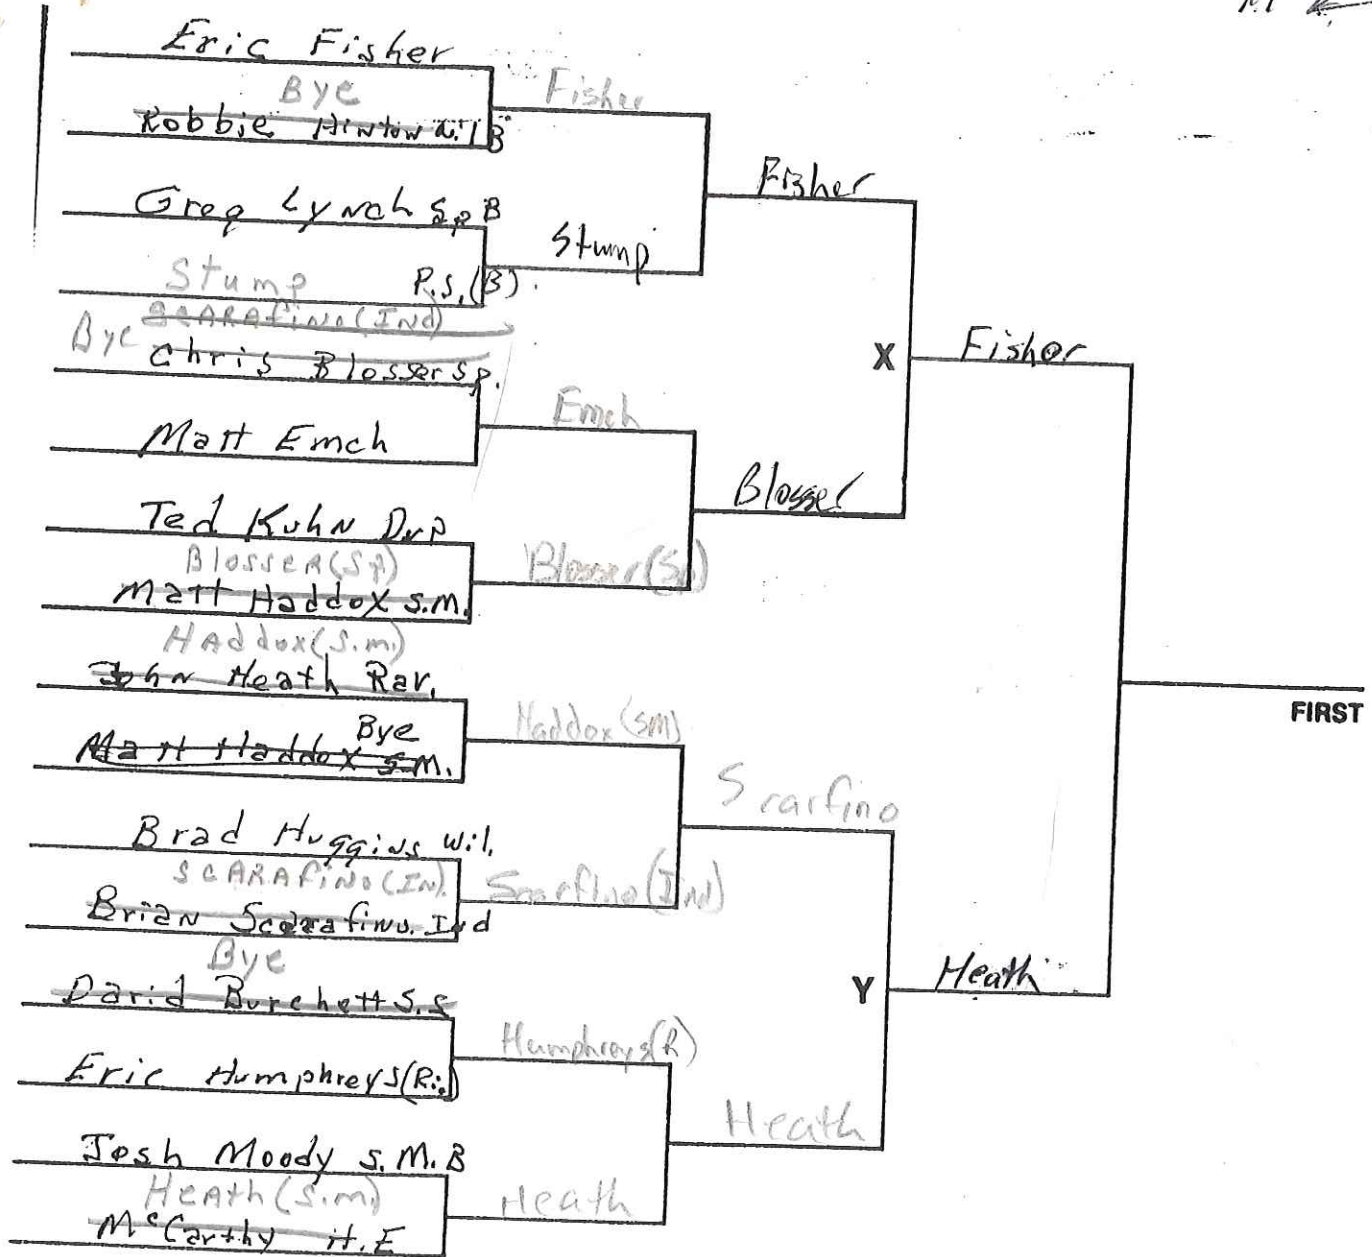 Eric Fisher
Bye
Fisher
Robbie Hinton
Fisher
Greg Lynch Sp B
Stump
Stump P.S.(B).
SCARAFINO(Ind)
Bye
Chris Blosser Sp.
X
Fisher
Emch
Matt Emch
Blosser
Ted Kuhn
BLOSSER(Sp)
Blosser(Sp)
Matt Haddox S.M.
HAddox(S.m.)
John Heath Rav.
Bye
Haddox(SM)
FIRST
Matt Haddox S.M.
Scarfino
Brad Huggins Wil.
SCARAFINO(IN).
Scarfino(Ind)
Brian Scarafino. Ind
Bye
Heath
Y
David Burchett S.S
Humphreys(R)
Eric Humphreys(Ri.)
Heath
Josh Moody S.M.B
HEAth(S.m)
Heath
McCarthy H.E